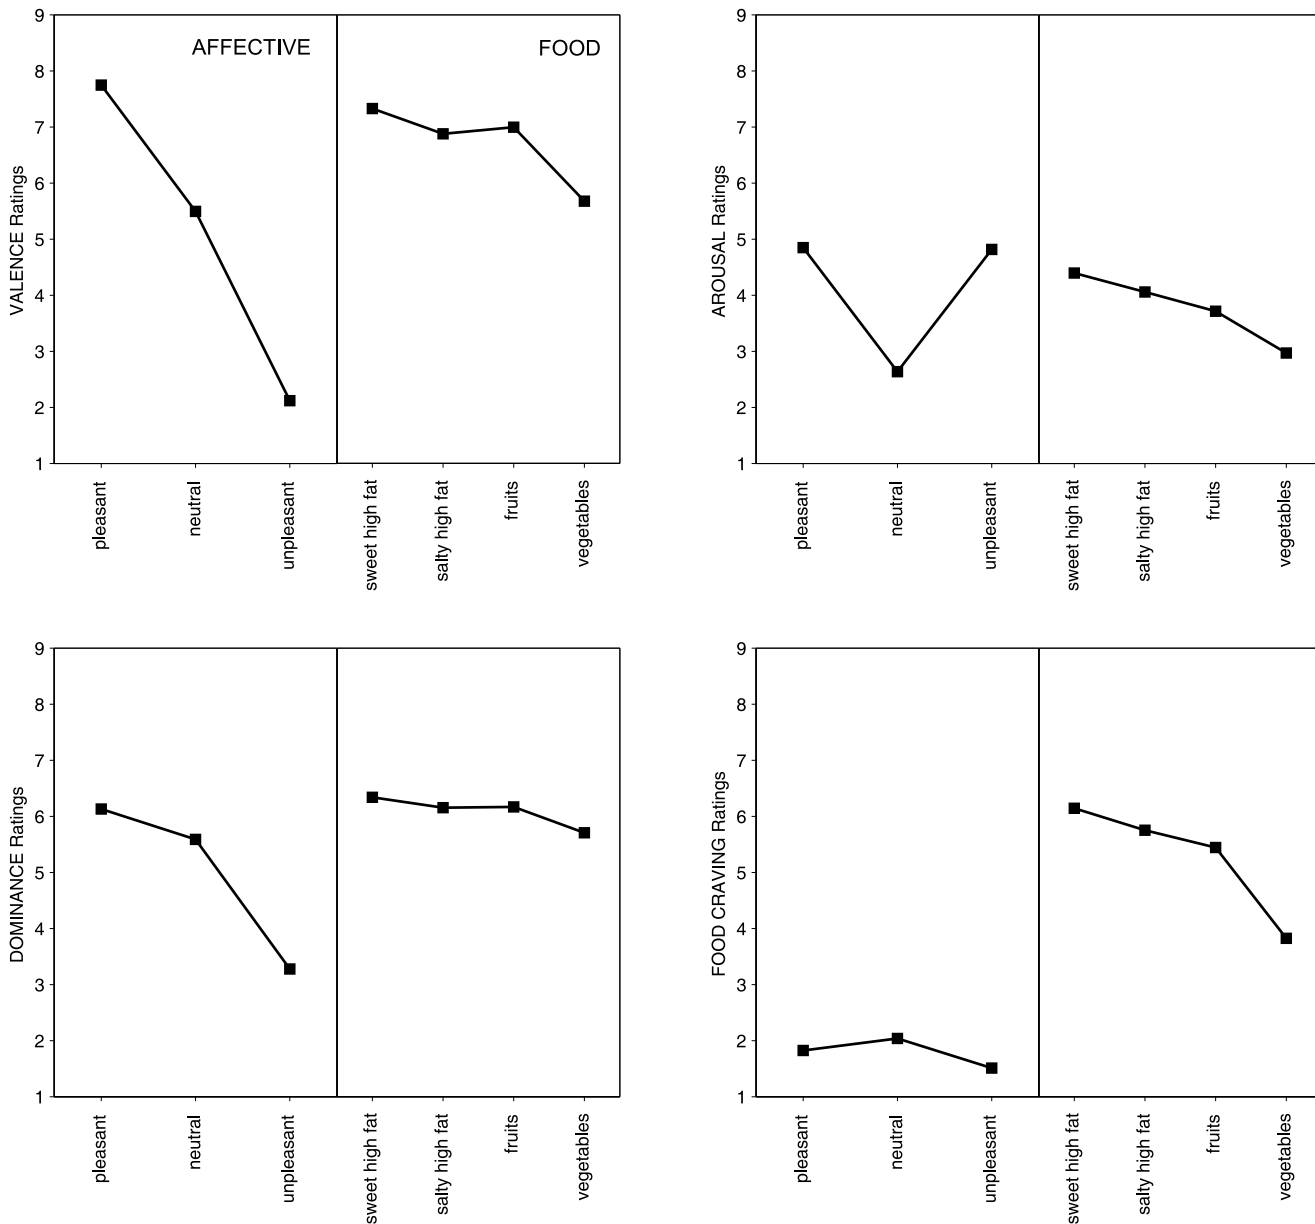 AFFECTIVE
FOOD
VALENCE Ratings
9
8
7
6
5
4
3
2
1
pleasant
neutral
unpleasant
sweet high fat
salty high fat
fruits
vegetables
AROUSAL Ratings
9
8
7
6
5
4
3
2
1
pleasant
neutral
unpleasant
sweet high fat
salty high fat
fruits
vegetables
DOMINANCE Ratings
9
8
7
6
5
4
3
2
1
pleasant
neutral
unpleasant
sweet high fat
salty high fat
fruits
vegetables
FOOD CRAVING Ratings
9
8
7
6
5
4
3
2
1
pleasant
neutral
unpleasant
sweet high fat
salty high fat
fruits
vegetables